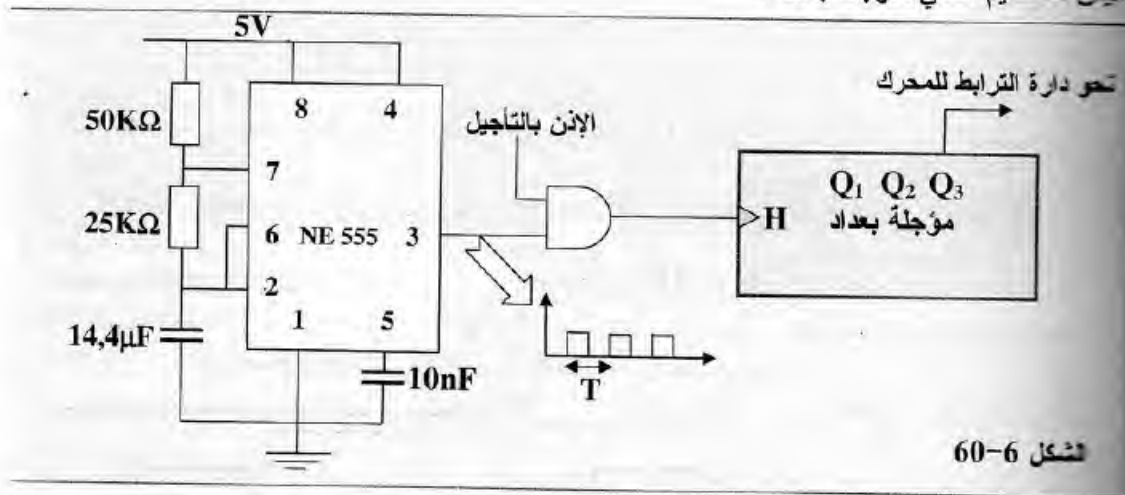 5V
نحو دارة الترابط للمحرك
8 4
الإذن بالتأجيل
50KΩ
7
Q₁ Q₂ Q₃
25KΩ
6 NE 555 3
H
مؤجلة بعداد
2
14,4μF
1 5
10nF
T
الشكل 6-60